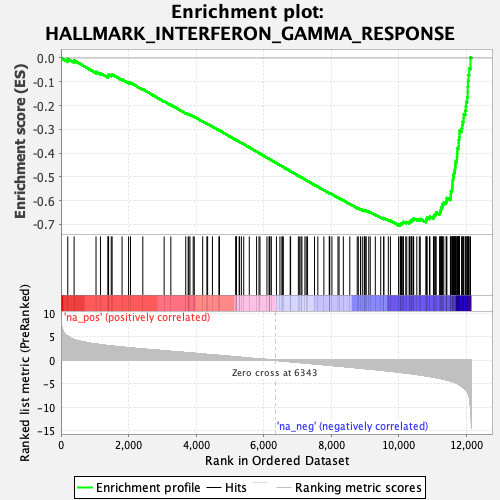 Enrichment plot:
HALLMARK_INTERFERON_GAMMA_RESPONSE
Enrichment score (ES)
0.0
-0.1
-0.2
-0.3
-0.4
-0.5
-0.6
-0.7
'na_pos' (positively correlated)
Ranked list metric (PreRanked)
10
5
0
-5
-10
-15
Zero cross at 6343
'na_neg' (negatively correlated)
0
2,000
4,000
6,000
8,000
10,000
12,000
Rank in Ordered Dataset
Enrichment profile
Hits
Ranking metric scores